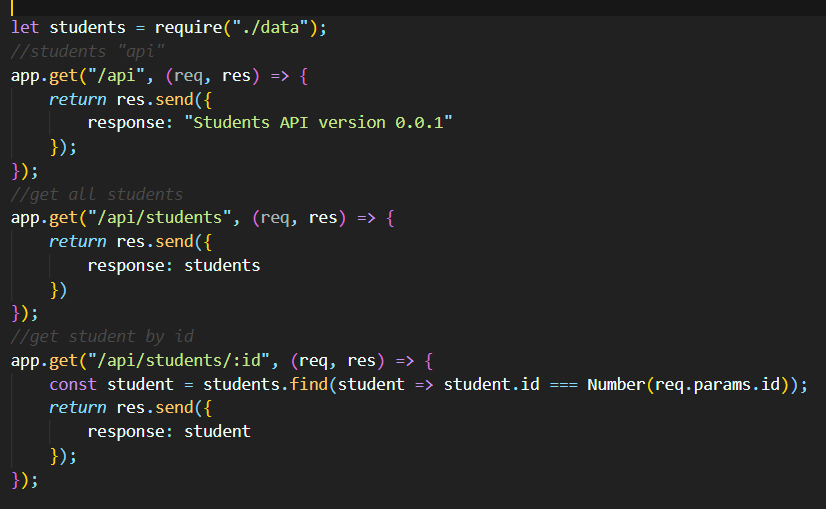 let students = require("./data");
//students "api"
app.get("/api", (req, res) => {
    return res.send({
        response: "Students API version 0.0.1"
    });
});
//get all students
app.get("/api/students", (req, res) => {
    return res.send({
        response: students
    })
});
//get student by id
app.get("/api/students/:id", (req, res) => {
    const student = students.find(student => student.id === Number(req.params.id));
    return res.send({
        response: student
    });
});